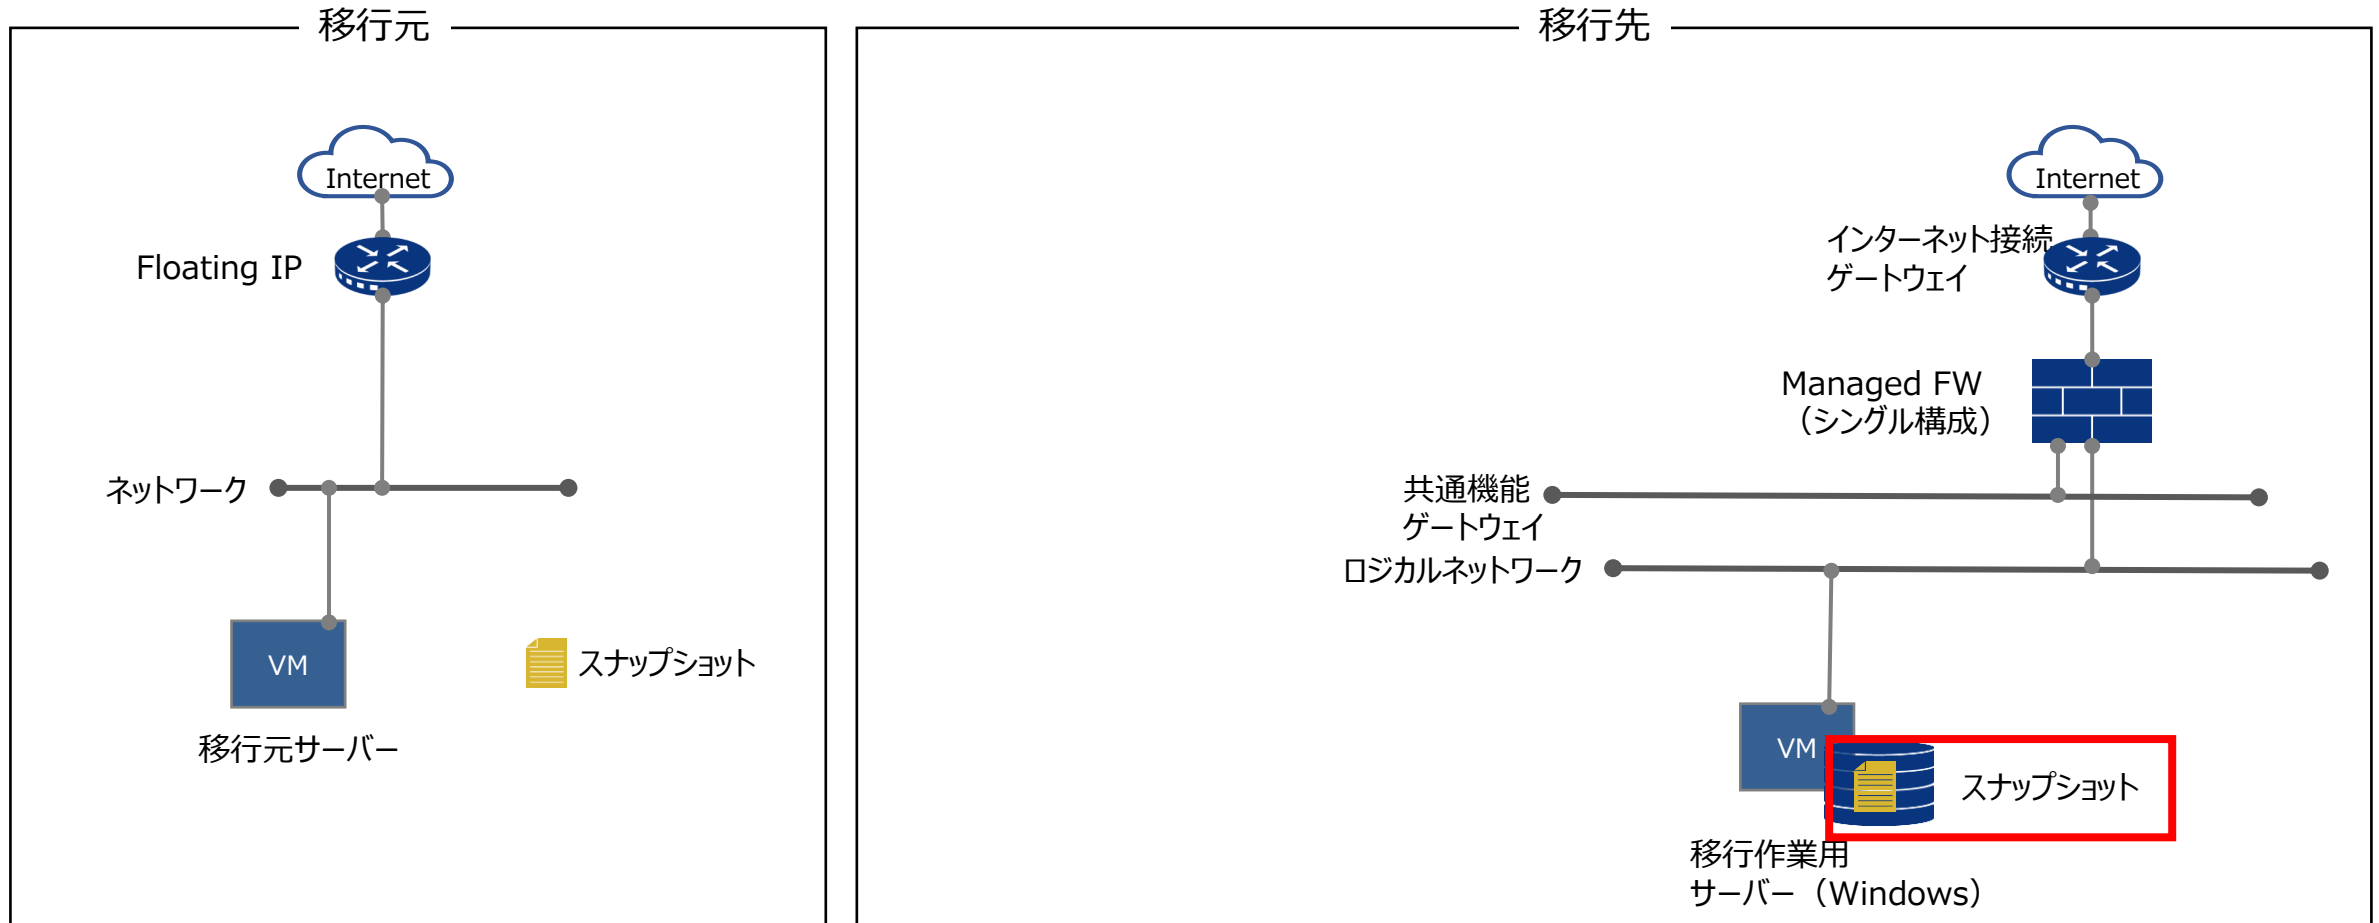 移行元
Internet
Floating IP
ネットワーク
VM
スナップショット
移行元サーバー
移行先
Internet
インターネット接続
ゲートウェイ
Managed FW
（シングル構成）
共通機能
ゲートウェイ
ロジカルネットワーク
VM
スナップショット
移行作業用
サーバー（Windows）